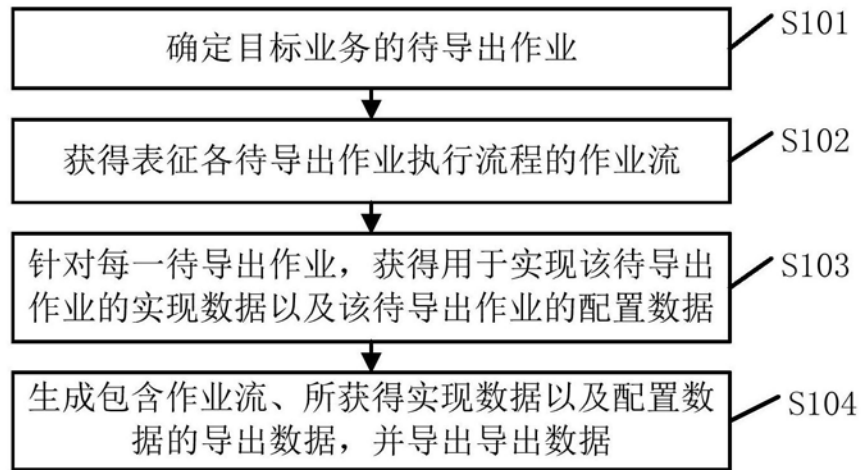 确定目标业务的待导出作业
S101
获得表征各待导出作业执行流程的作业流
S102
针对每一待导出作业，获得用于实现该待导出
作业的实现数据以及该待导出作业的配置数据
S103
生成包含作业流、所获得实现数据以及配置数
据的导出数据，并导出导出数据
S104